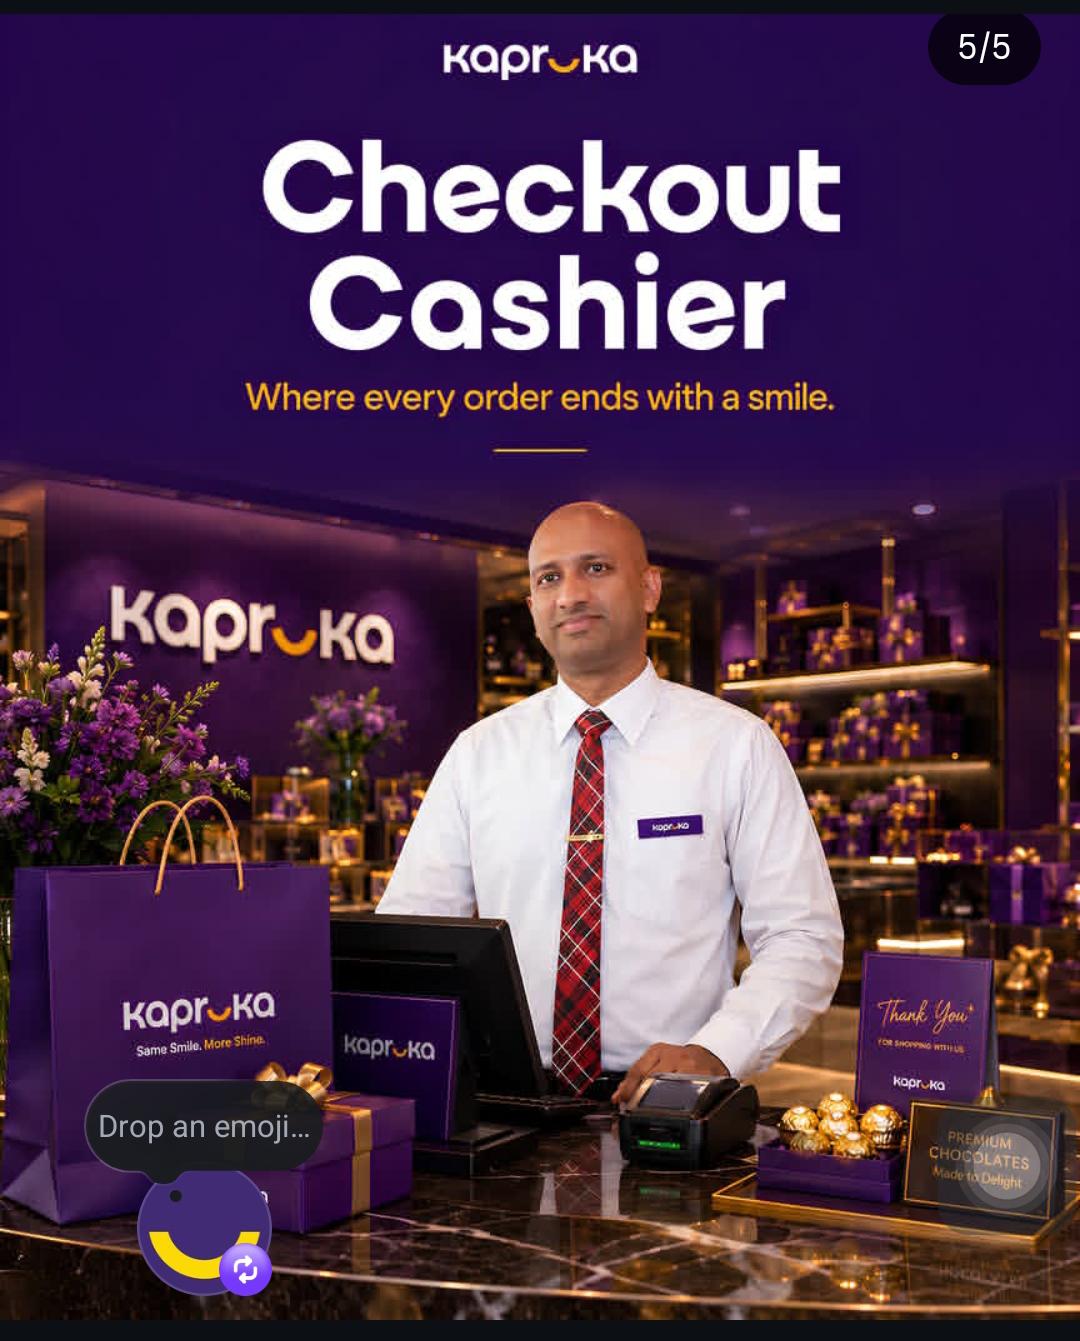 kapruka
5/5
Checkout
Cashier
Where every order ends with a smile.
kapruka
kapruka
kapruka
Same Smile. More Shine.
kapruka
Thank You
FOR SHOPPING WITH US
kapruka
PREMIUM
CHOCOLATES
Made to Delight
Drop an emoji...